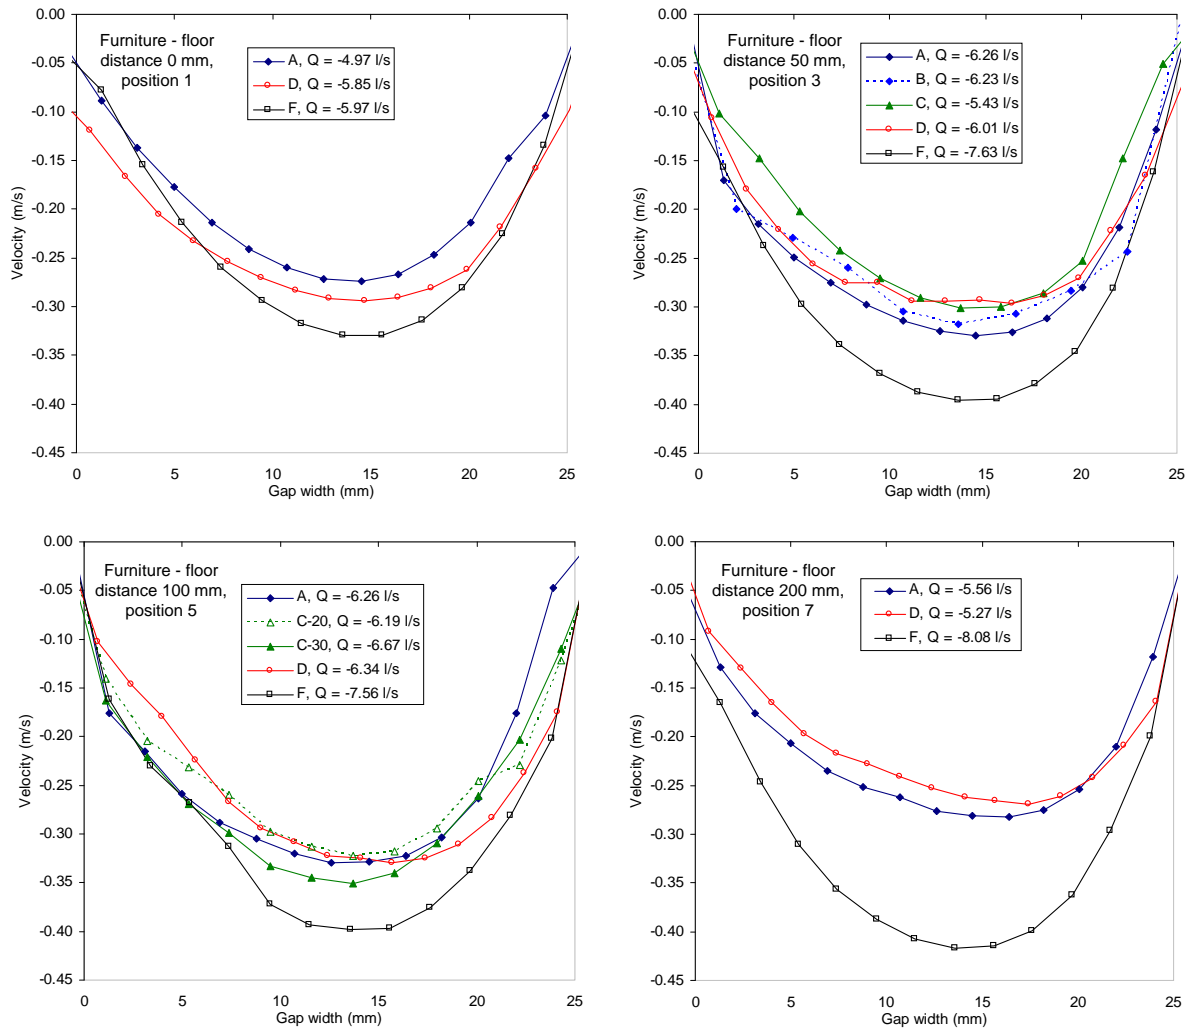 0.00
-0.05
-0.10
-0.15
-0.20
-0.25
-0.30
-0.35
-0.40
-0.45
Velocity (m/s)
Furniture - floor
distance 0 mm,
position 1
A, Q = -4.97 l/s
D, Q = -5.85 l/s
F, Q = -5.97 l/s
0 5 10 15 20 25
Gap width (mm)
0.00
-0.05
-0.10
-0.15
-0.20
-0.25
-0.30
-0.35
-0.40
-0.45
Velocity (m/s)
Furniture - floor
distance 50 mm,
position 3
A, Q = -6.26 l/s
B, Q = -6.23 l/s
C, Q = -5.43 l/s
D, Q = -6.01 l/s
F, Q = -7.63 l/s
0 5 10 15 20 25
Gap width (mm)
0.00
-0.05
-0.10
-0.15
-0.20
-0.25
-0.30
-0.35
-0.40
-0.45
Velocity (m/s)
Furniture - floor
distance 100 mm,
position 5
A, Q = -6.26 l/s
C-20, Q = -6.19 l/s
C-30, Q = -6.67 l/s
D, Q = -6.34 l/s
F, Q = -7.56 l/s
0 5 10 15 20 25
Gap width (mm)
0.00
-0.05
-0.10
-0.15
-0.20
-0.25
-0.30
-0.35
-0.40
-0.45
Velocity (m/s)
Furniture - floor
distance 200 mm,
position 7
A, Q = -5.56 l/s
D, Q = -5.27 l/s
F, Q = -8.08 l/s
0 5 10 15 20 25
Gap width (mm)